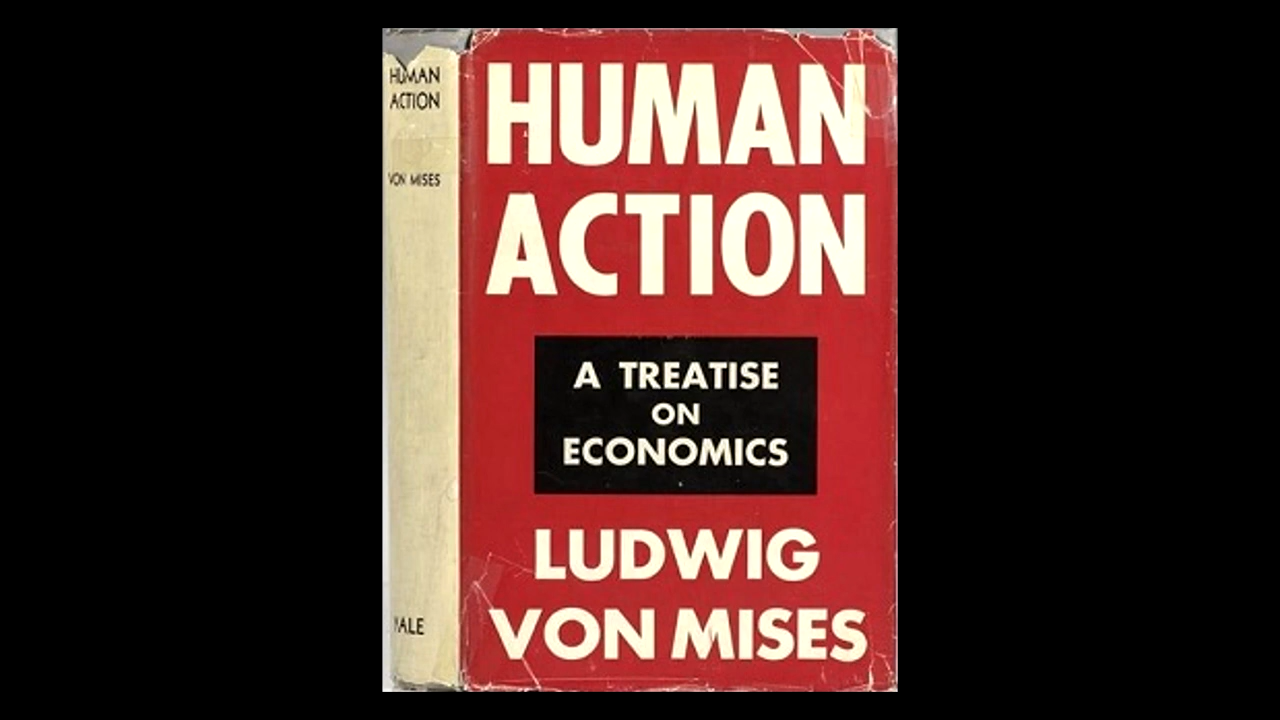 HUMAN
ACTION
VON MISES
YALE
HUMAN
ACTION
A TREATISE
ON
ECONOMICS
LUDWIG
VON MISES